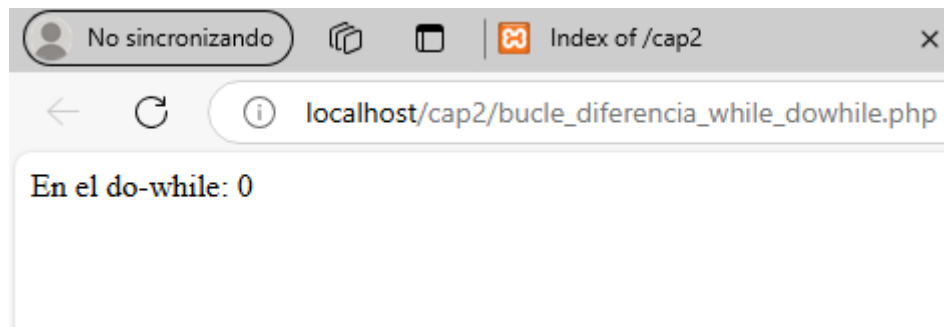 No sincronizando
Index of /cap2
localhost/cap2/bucle_diferencia_while_dowhile.php
En el do-while: 0